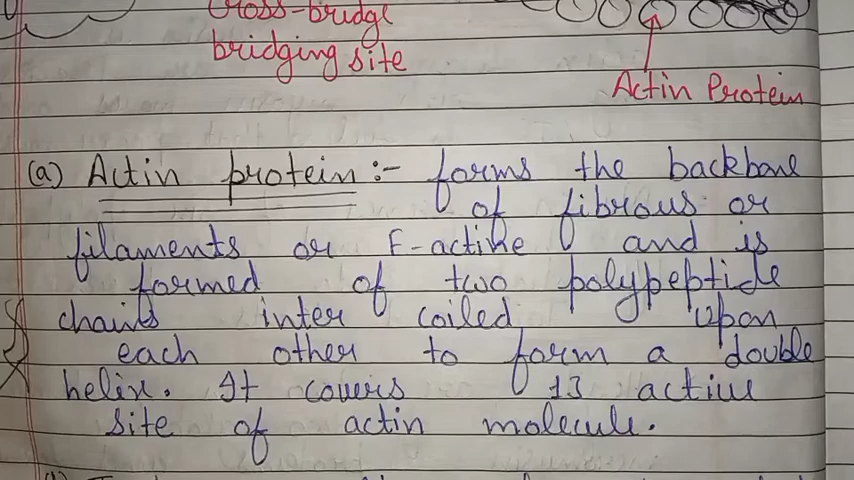 Cross-bridge
bridging site
Actin Protein
(a) Actin protein :- forms the backbone
of fibrous or
filaments or F-actine and is
formed of two polypeptide
chains inter coiled upon
each other to form a double
helix. It covers 13 active
site of actin molecule.